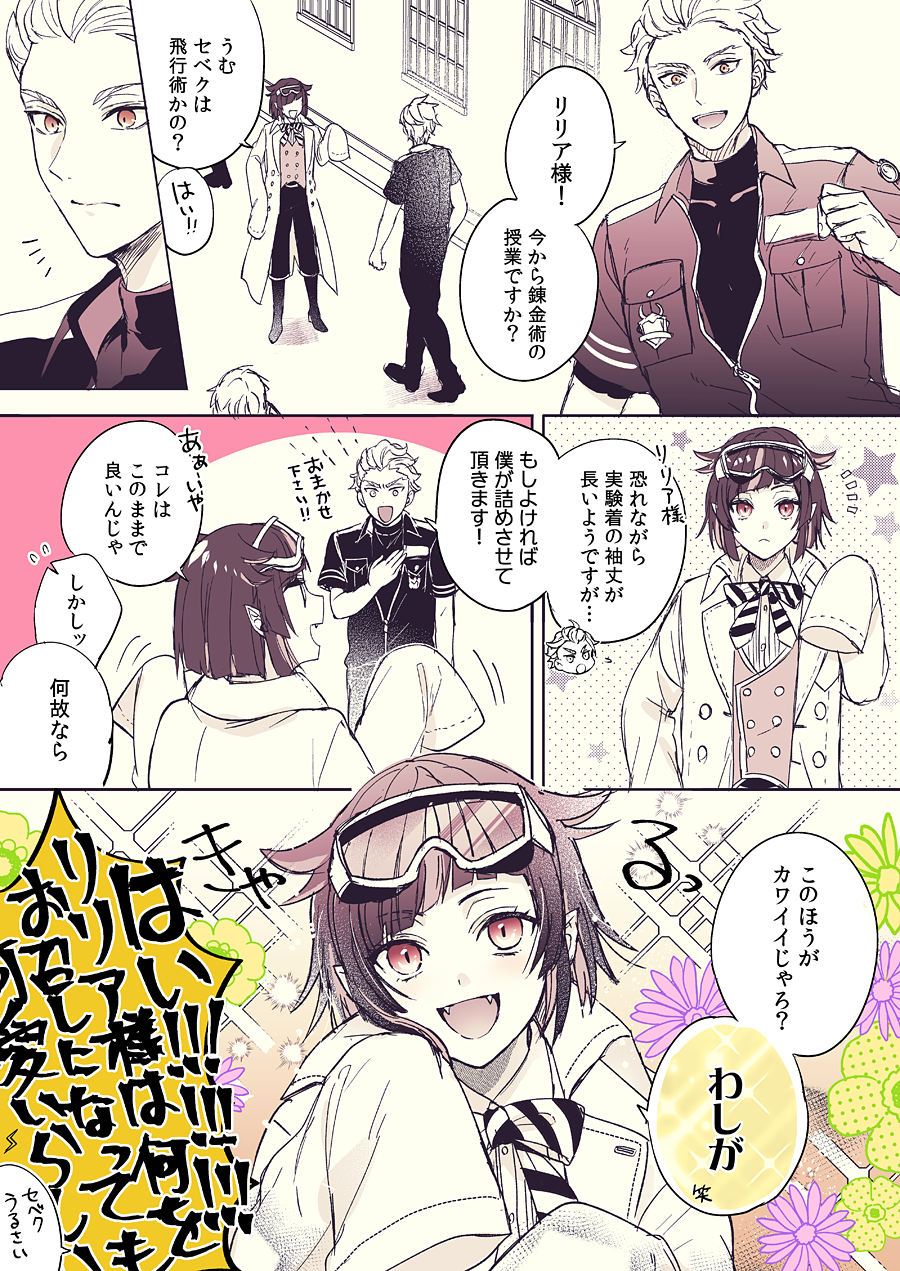 リリア様！
今から錬金術の
授業ですか？
うむ
セベクは
飛行術かの？
はい!!
リリア様
恐れながら
実験着の袖丈が
長いようですが…
もしよければ
僕が詰めさせて
頂きます！
おまかせ
下さい!!
あぁいや
コレは
このままで
良いんじゃ
しかしッ
何故なら
このほうが
カワイイじゃろ？
わしが
笑
きゃ
るっ
はい!!!
リリア様は何を
お召しになっても
セベク
うるさい